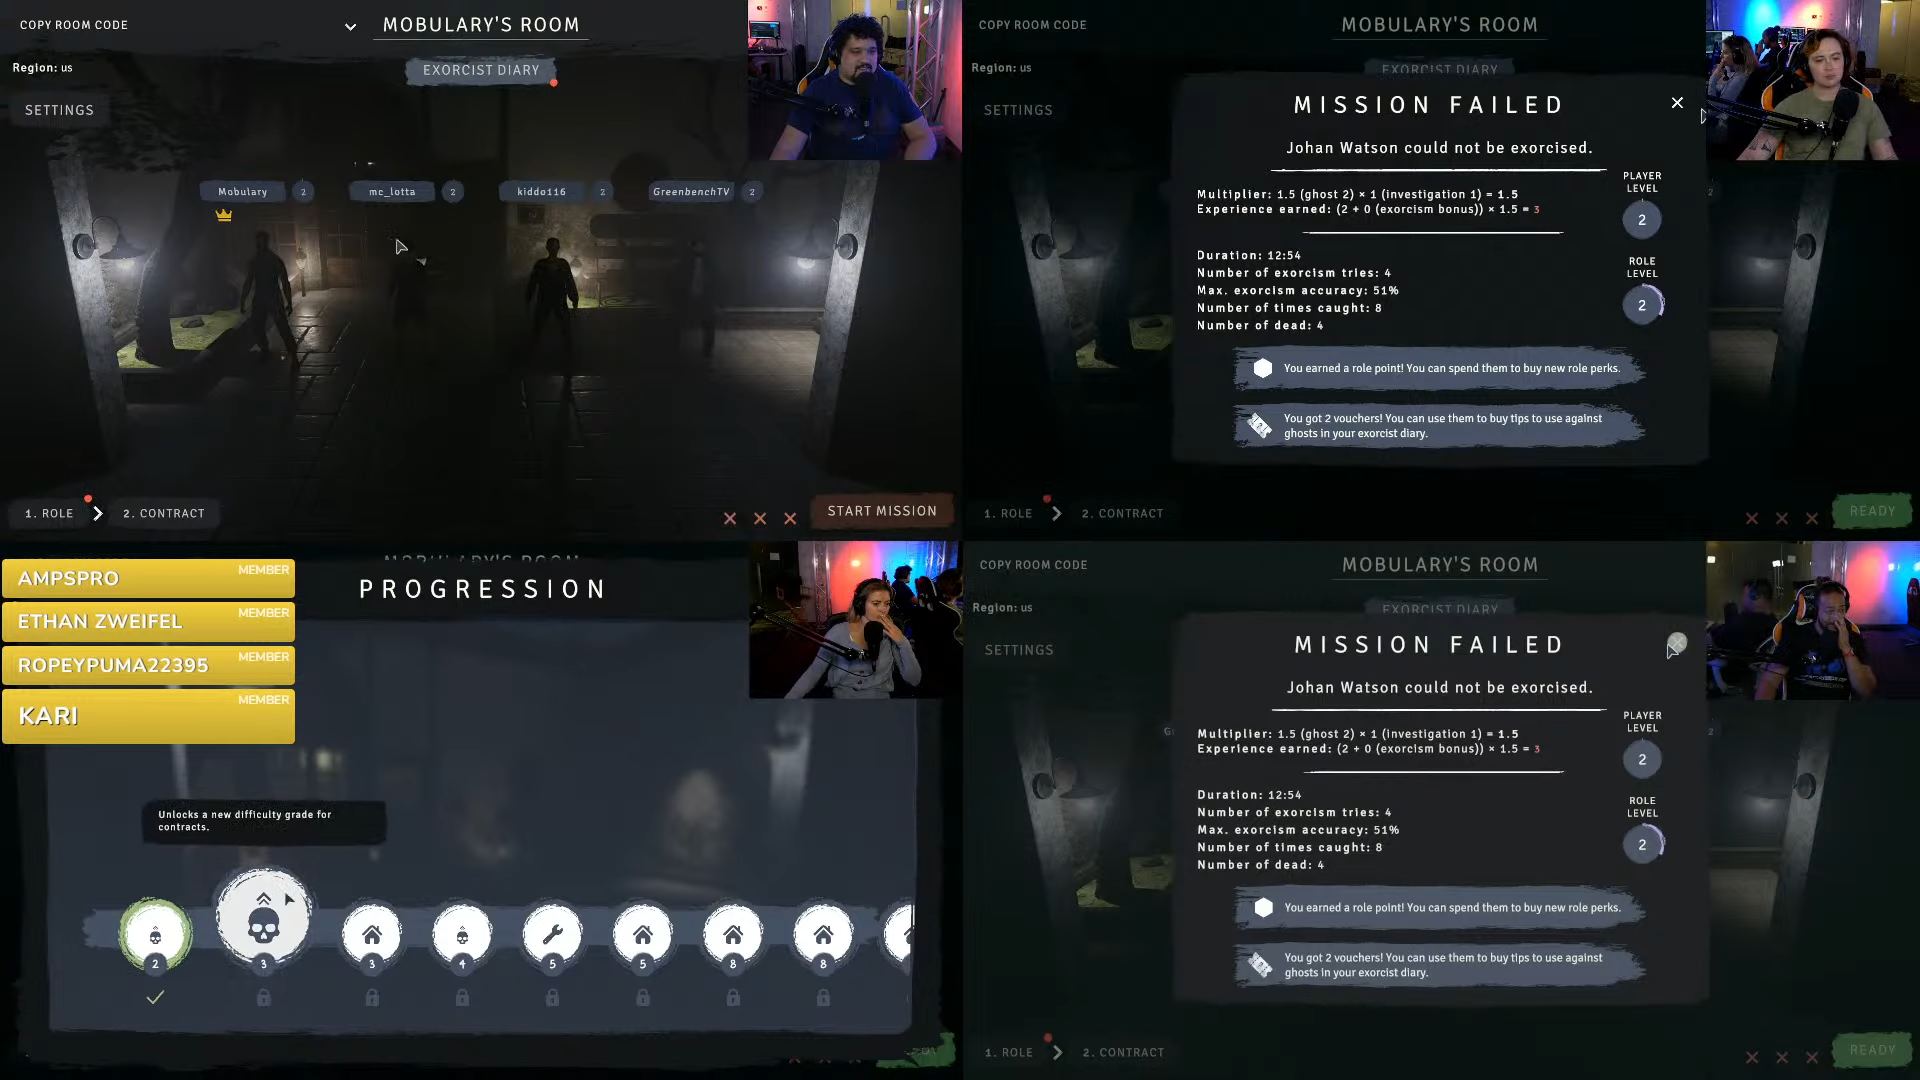 COPY ROOM CODE
MOBULARY'S ROOM
Region: us
EXORCIST DIARY
SETTINGS
Mobulary 2
mc_lotta 2
kiddo116 2
GreenbenchTV 2
1. ROLE
2. CONTRACT
START MISSION
COPY ROOM CODE
MOBULARY'S ROOM
Region: us
EXORCIST DIARY
SETTINGS
MISSION FAILED
Johan Watson could not be exorcised.
Multiplier: 1.5 (ghost 2) × 1 (investigation 1) = 1.5
Experience earned: (2 + 0 (exorcism bonus)) × 1.5 = 3
PLAYER
LEVEL
2
ROLE
LEVEL
2
Duration: 12:54
Number of exorcism tries: 4
Max. exorcism accuracy: 51%
Number of times caught: 8
Number of dead: 4
You earned a role point! You can spend them to buy new role perks.
You got 2 vouchers! You can use them to buy tips to use against
ghosts in your exorcist diary.
1. ROLE
2. CONTRACT
READY
AMPSPRO MEMBER
ETHAN ZWEIFEL MEMBER
ROPEYPUMA22395 MEMBER
KARI MEMBER
MOBULARY'S ROOM
PROGRESSION
Unlocks a new difficulty grade for
contracts.
2 3 3 4 5 5 8 8
COPY ROOM CODE
MOBULARY'S ROOM
Region: us
EXORCIST DIARY
SETTINGS
MISSION FAILED
Johan Watson could not be exorcised.
Multiplier: 1.5 (ghost 2) × 1 (investigation 1) = 1.5
Experience earned: (2 + 0 (exorcism bonus)) × 1.5 = 3
PLAYER
LEVEL
2
ROLE
LEVEL
2
Duration: 12:54
Number of exorcism tries: 4
Max. exorcism accuracy: 51%
Number of times caught: 8
Number of dead: 4
You earned a role point! You can spend them to buy new role perks.
You got 2 vouchers! You can use them to buy tips to use against
ghosts in your exorcist diary.
1. ROLE
2. CONTRACT
READY